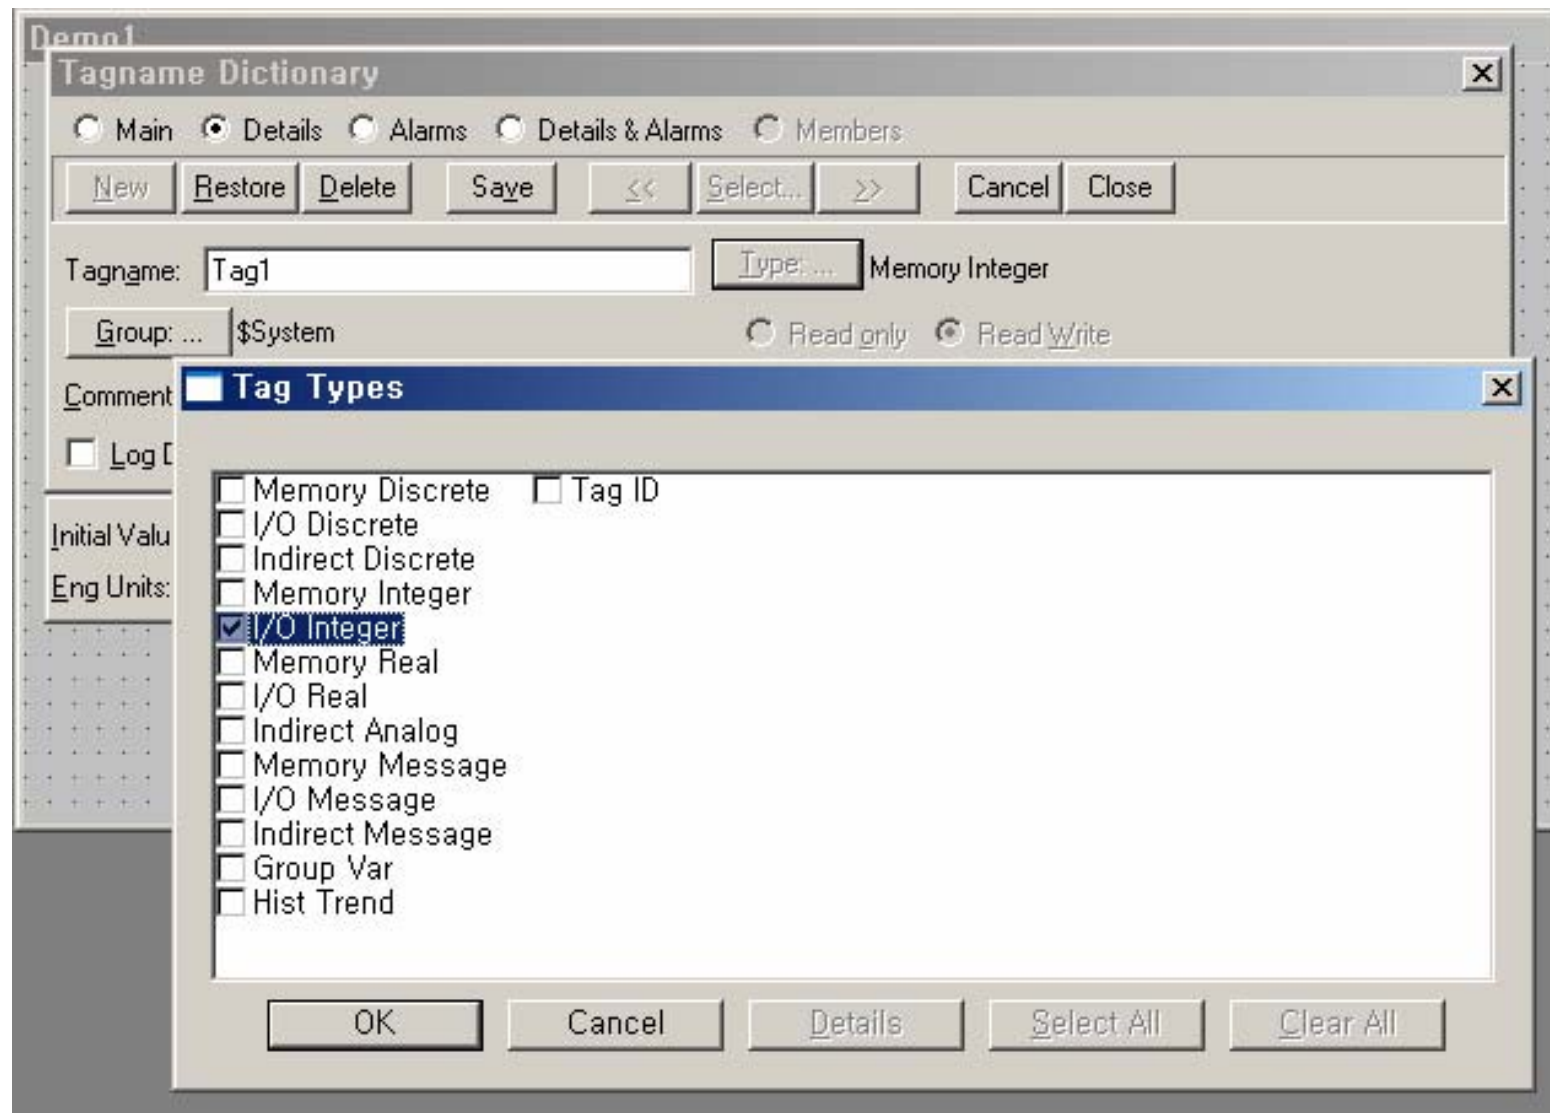 Demo1
Tagname Dictionary
Main Details Alarms Details & Alarms Members
New Restore Delete Save << Select... >> Cancel Close
Tagname: Tag1 Type: ... Memory Integer
Group: ... $System Read only Read Write
Comment
Log D
Initial Valu
Eng Units:
Tag Types
Memory Discrete Tag ID
I/O Discrete
Indirect Discrete
Memory Integer
I/O Integer
Memory Real
I/O Real
Indirect Analog
Memory Message
I/O Message
Indirect Message
Group Var
Hist Trend
OK Cancel Details Select All Clear All